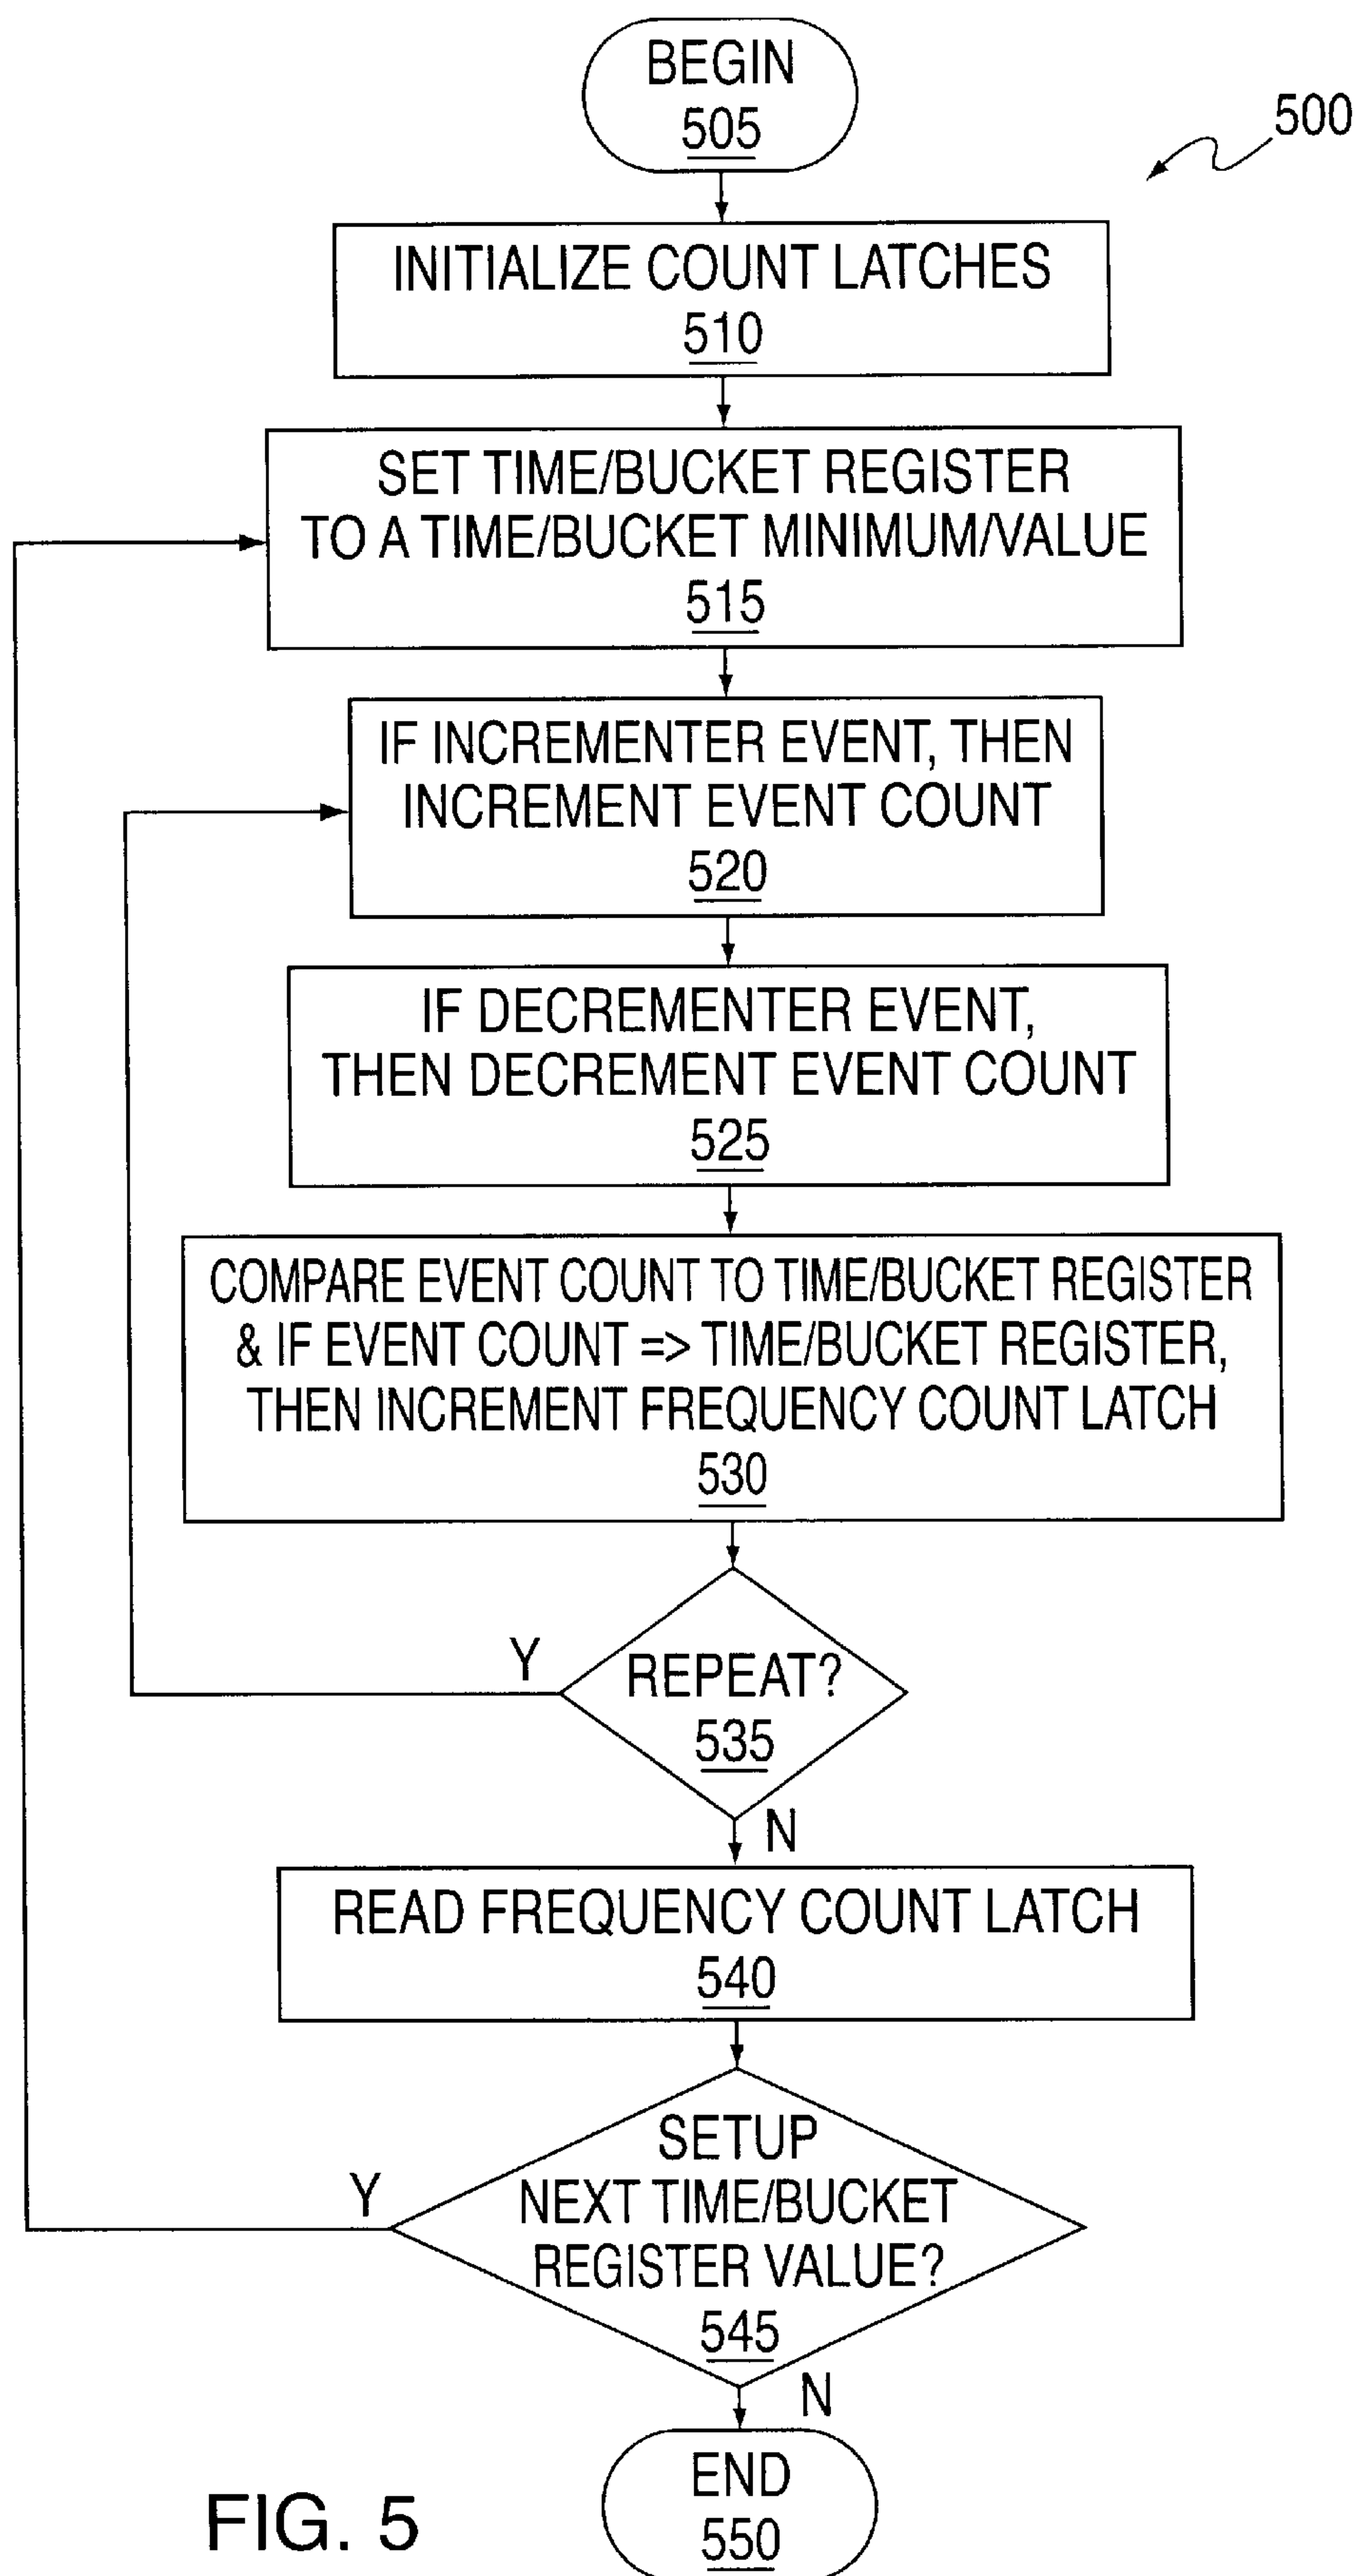 BEGIN
505
500
INITIALIZE COUNT LATCHES
510
SET TIME/BUCKET REGISTER
TO A TIME/BUCKET MINIMUM/VALUE
515
IF INCREMENTER EVENT, THEN
INCREMENT EVENT COUNT
520
IF DECREMENTER EVENT,
THEN DECREMENT EVENT COUNT
525
COMPARE EVENT COUNT TO TIME/BUCKET REGISTER
& IF EVENT COUNT => TIME/BUCKET REGISTER,
THEN INCREMENT FREQUENCY COUNT LATCH
530
Y
REPEAT?
535
N
READ FREQUENCY COUNT LATCH
540
Y
SETUP
NEXT TIME/BUCKET
REGISTER VALUE?
545
N
END
550
FIG. 5